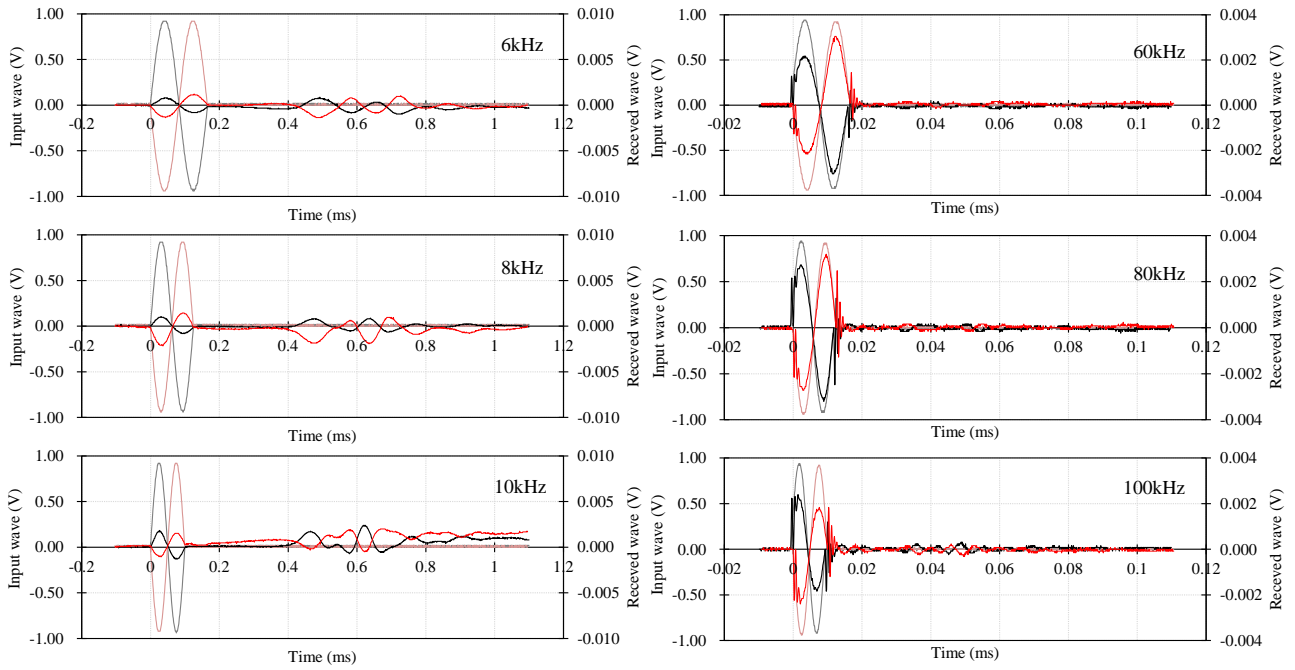 1.00 0.010
6kHz
0.50 0.005
0.00 0.000
-0.2 0 0.2 0.4 0.6 0.8 1 1.2
-0.50 -0.005
-1.00 -0.010
Input wave (V)
Receved wave (V)
Time (ms)
1.00 0.010
8kHz
0.50 0.005
0.00 0.000
-0.2 0 0.2 0.4 0.6 0.8 1 1.2
-0.50 -0.005
-1.00 -0.010
Input wave (V)
Receved wave (V)
Time (ms)
1.00 0.010
10kHz
0.50 0.005
0.00 0.000
-0.2 0 0.2 0.4 0.6 0.8 1 1.2
-0.50 -0.005
-1.00 -0.010
Input wave (V)
Receved wave (V)
Time (ms)
1.00 0.004
60kHz
0.50 0.002
0.00 0.000
-0.02 0 0.02 0.04 0.06 0.08 0.1 0.12
-0.50 -0.002
-1.00 -0.004
Input wave (V)
Receved wave (V)
Time (ms)
1.00 0.004
80kHz
0.50 0.002
0.00 0.000
-0.02 0 0.02 0.04 0.06 0.08 0.1 0.12
-0.50 -0.002
-1.00 -0.004
Input wave (V)
Receved wave (V)
Time (ms)
1.00 0.004
100kHz
0.50 0.002
0.00 0.000
-0.02 0 0.02 0.04 0.06 0.08 0.1 0.12
-0.50 -0.002
-1.00 -0.004
Input wave (V)
Receved wave (V)
Time (ms)